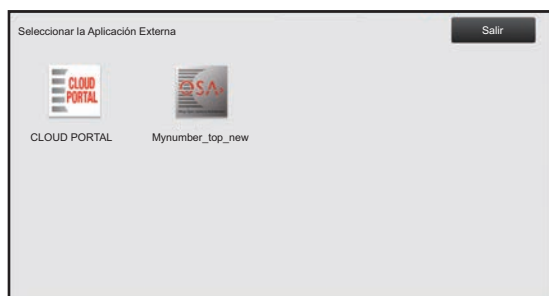 Seleccionar la Aplicación Externa
Salir
CLOUD
PORTAL
OSA
CLOUD PORTAL
Mynumber_top_new